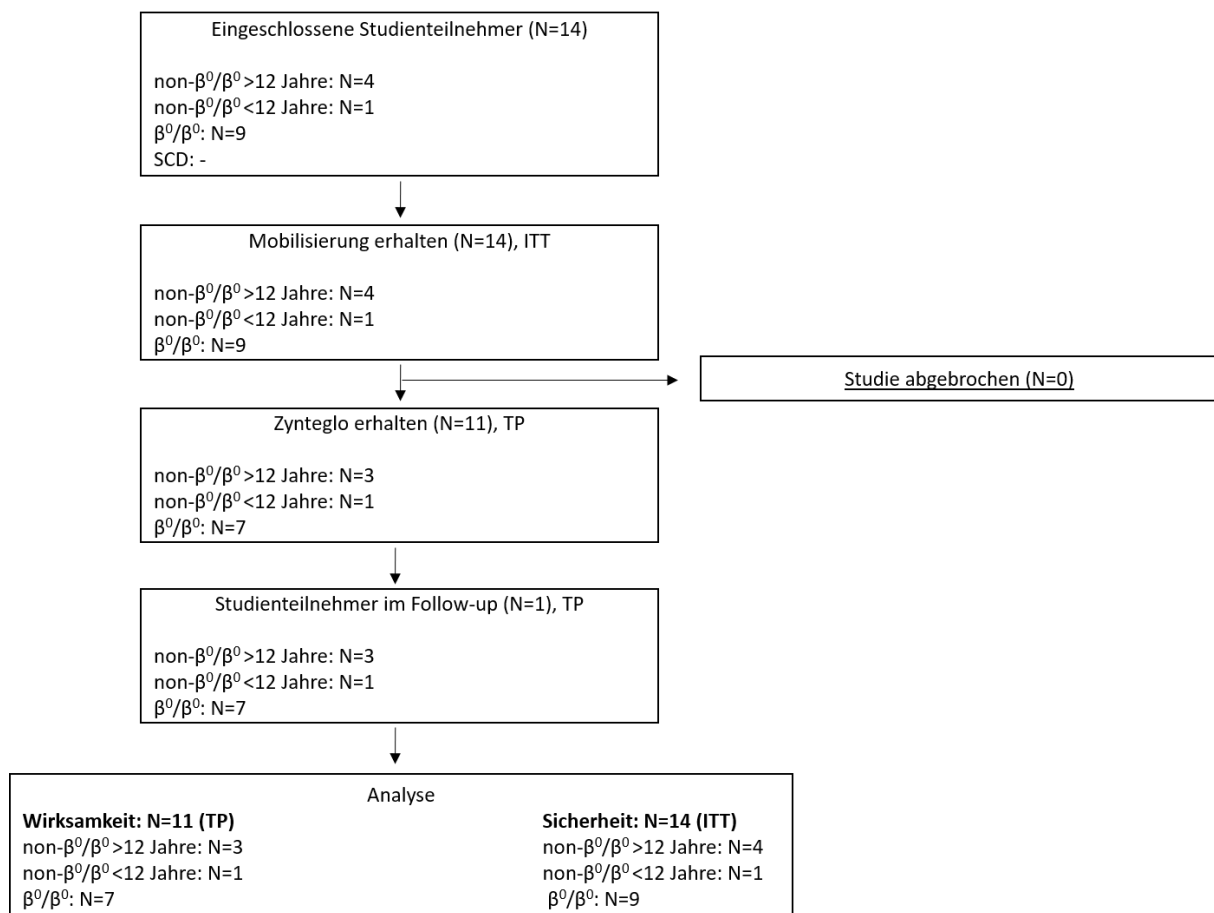 Eingeschlossene Studienteilnehmer (N=14)
non-β⁰/β⁰ >12 Jahre: N=4
non-β⁰/β⁰ <12 Jahre: N=1
β⁰/β⁰: N=9
SCD: -
Mobilisierung erhalten (N=14), ITT
non-β⁰/β⁰ >12 Jahre: N=4
non-β⁰/β⁰ <12 Jahre: N=1
β⁰/β⁰: N=9
Studie abgebrochen (N=0)
Zynteglo erhalten (N=11), TP
non-β⁰/β⁰ >12 Jahre: N=3
non-β⁰/β⁰ <12 Jahre: N=1
β⁰/β⁰: N=7
Studienteilnehmer im Follow-up (N=1), TP
non-β⁰/β⁰ >12 Jahre: N=3
non-β⁰/β⁰ <12 Jahre: N=1
β⁰/β⁰: N=7
Analyse
Wirksamkeit: N=11 (TP)
non-β⁰/β⁰ >12 Jahre: N=3
non-β⁰/β⁰ <12 Jahre: N=1
β⁰/β⁰: N=7
Sicherheit: N=14 (ITT)
non-β⁰/β⁰ >12 Jahre: N=4
non-β⁰/β⁰ <12 Jahre: N=1
β⁰/β⁰: N=9